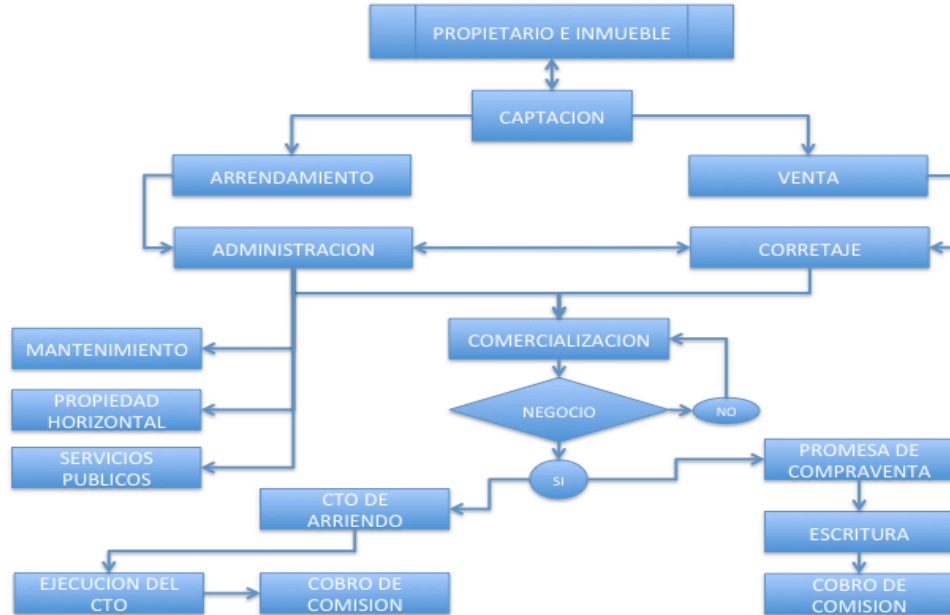 PROPIETARIO E INMUEBLE
CAPTACION
ARRENDAMIENTO
VENTA
ADMINISTRACION
CORRETAJE
MANTENIMIENTO
COMERCIALIZACION
PROPIEDAD
HORIZONTAL
NEGOCIO
NO
SERVICIOS
PUBLICOS
SI
PROMESA DE
COMPRAVENTA
CTO DE
ARRIENDO
ESCRITURA
EJECUCION DEL
CTO
COBRO DE
COMISION
COBRO DE
COMISION